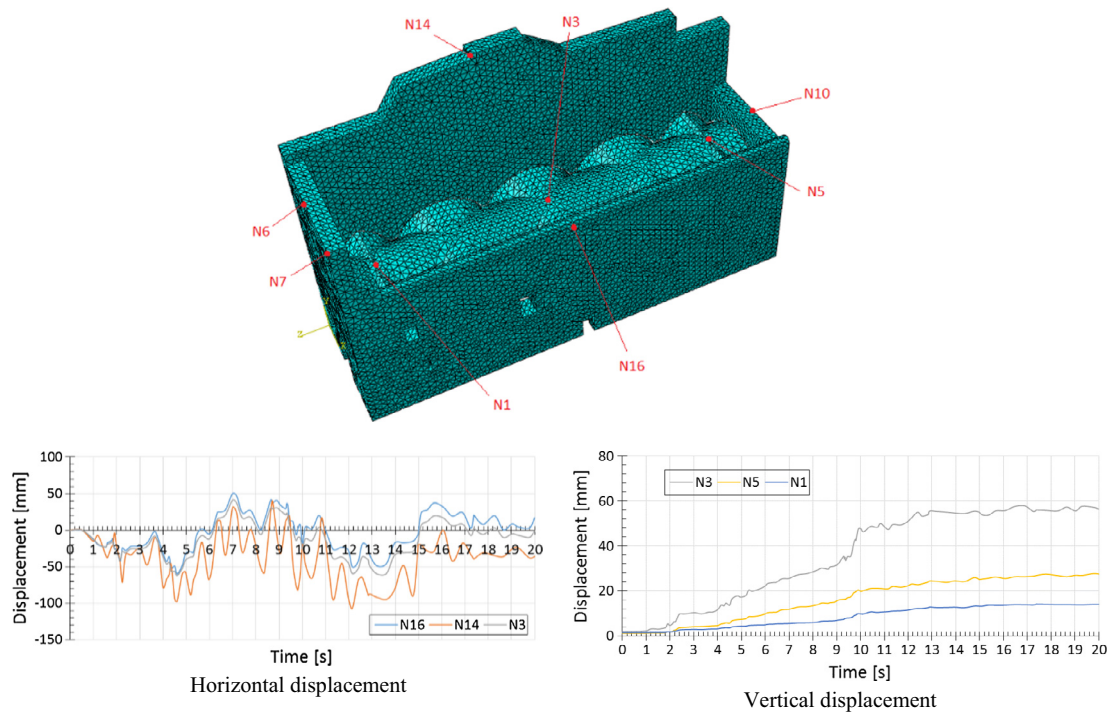 N14
N3
N10
N5
N6
N7
N16
N1
z
100
50
0
-50
-100
-150
Displacement [mm]
0 1 2 3 4 5 6 7 8 9 10 11 12 13 14 15 16 17 18 19 20
N16 N14 N3
Time [s]
Horizontal displacement
80
60
40
20
0
Displacement [mm]
N3 N5 N1
0 1 2 3 4 5 6 7 8 9 10 11 12 13 14 15 16 17 18 19 20
Time [s]
Vertical displacement